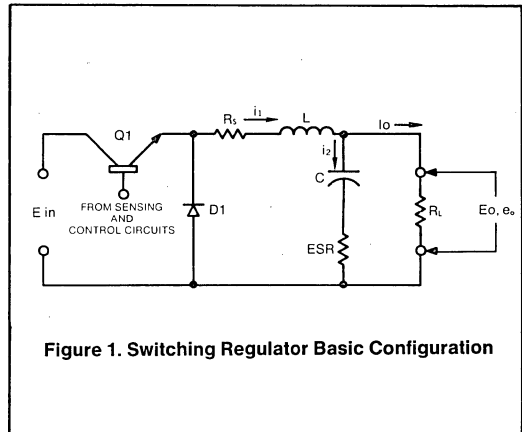 Q1
Rs
i1
L
Io
i2
C
E in
FROM SENSING
AND
CONTROL CIRCUITS
D1
RL
Eo, eo
ESR
Figure 1. Switching Regulator Basic Configuration